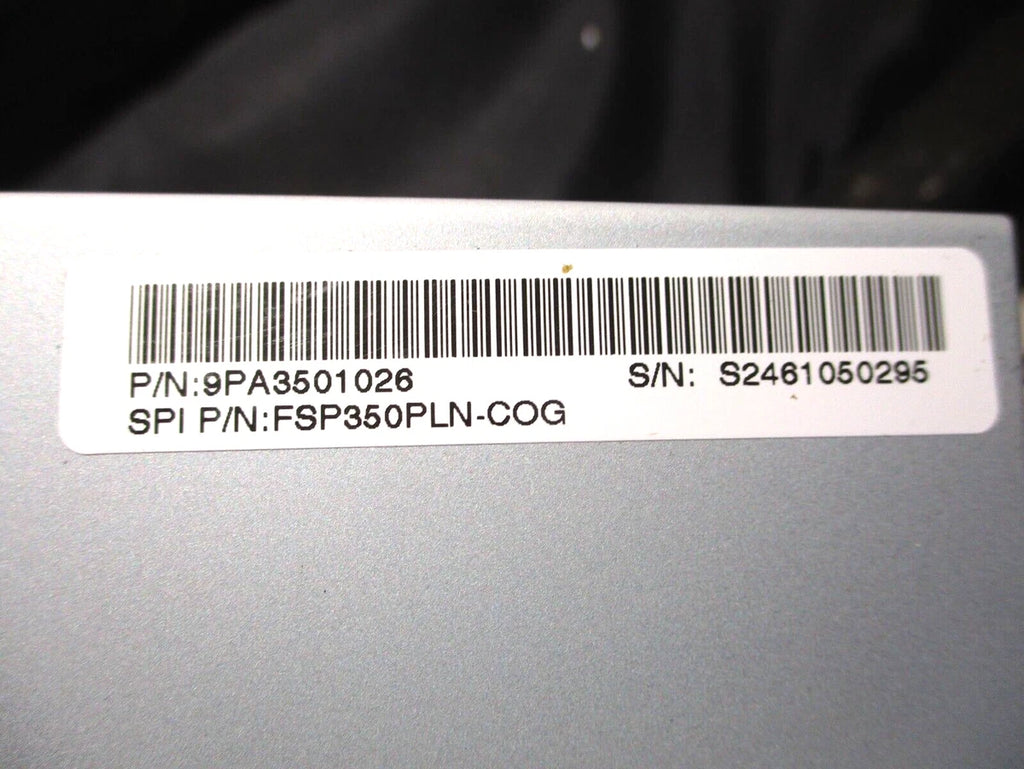 P/N:9PA3501026 S/N: S2461050295
SPI P/N:FSP350PLN-COG